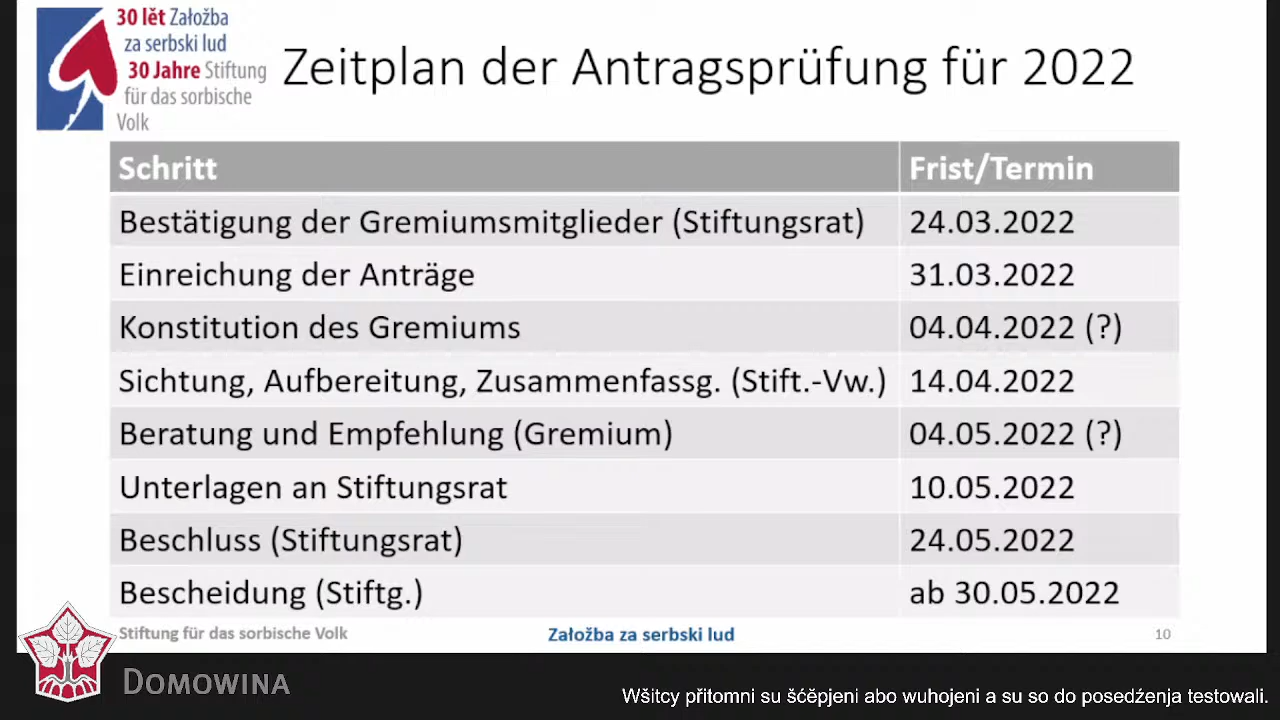 30 lět Załožba
za serbski lud
30 Jahre Stiftung
für das sorbische
Volk
Zeitplan der Antragsprüfung für 2022
Schritt Frist/Termin
Bestätigung der Gremiumsmitglieder (Stiftungsrat) 24.03.2022
Einreichung der Anträge 31.03.2022
Konstitution des Gremiums 04.04.2022 (?)
Sichtung, Aufbereitung, Zusammenfassg. (Stift.-Vw.) 14.04.2022
Beratung und Empfehlung (Gremium) 04.05.2022 (?)
Unterlagen an Stiftungsrat 10.05.2022
Beschluss (Stiftungsrat) 24.05.2022
Bescheidung (Stiftg.) ab 30.05.2022
Stiftung für das sorbische Volk Załožba za serbski lud 10
DOMOWINA
Wšitcy přitomni su šćěpjeni abo wuhojeni a su so do posedźenja testowali.